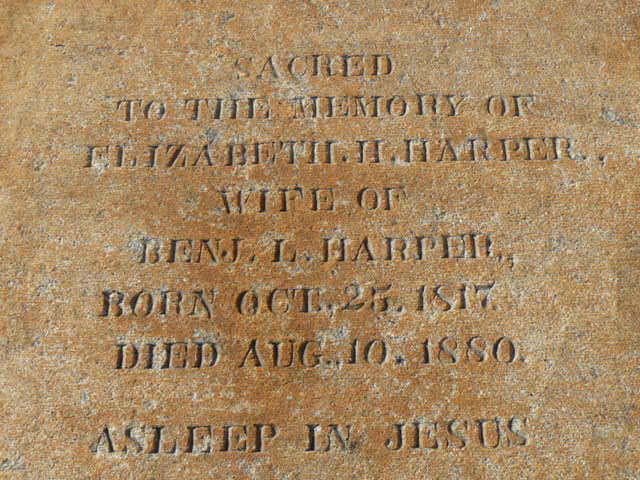 SACRED
TO THE MEMORY OF
ELIZABETH. H. HARPER.,
WIFE OF
BENJ. L. HARPER,
BORN OCT. 25. 1817.
DIED AUG. 10. 1880.
ASLEEP IN JESUS